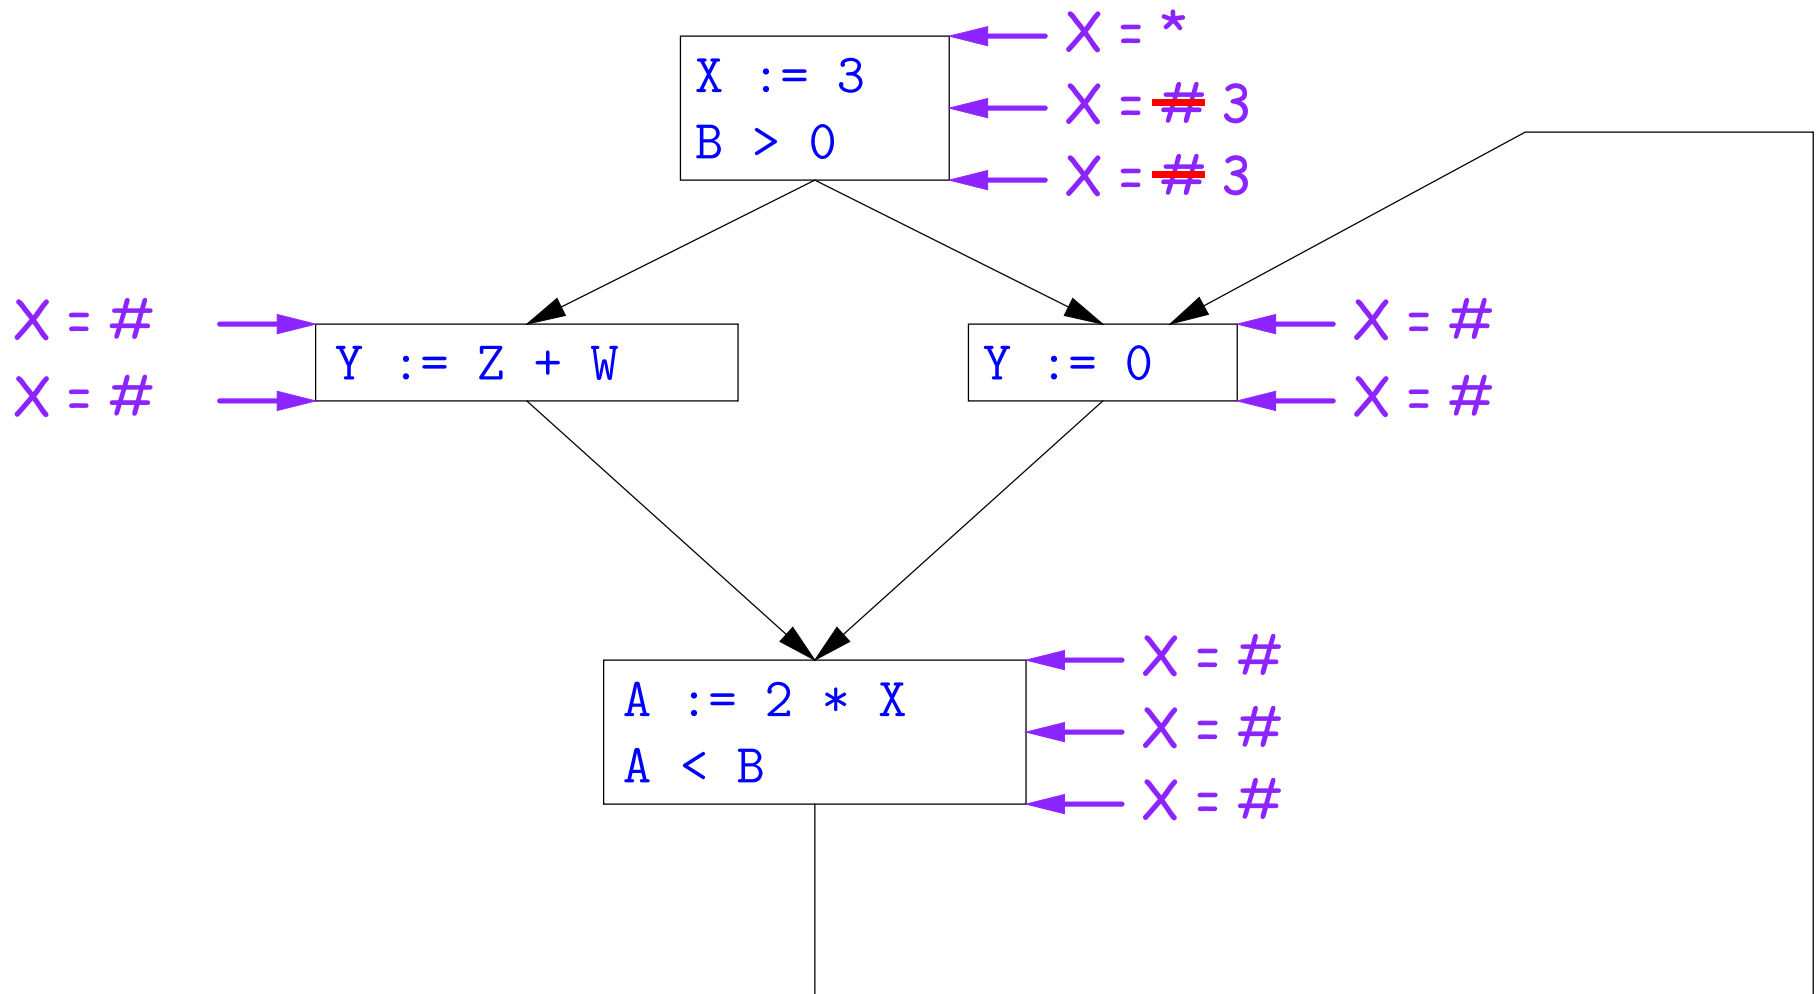 X = *
X := 3
X = # 3
B > 0
X = # 3
X = #
Y := Z + W
X = #
X = #
Y := 0
X = #
X = #
A := 2 * X
X = #
A < B
X = #